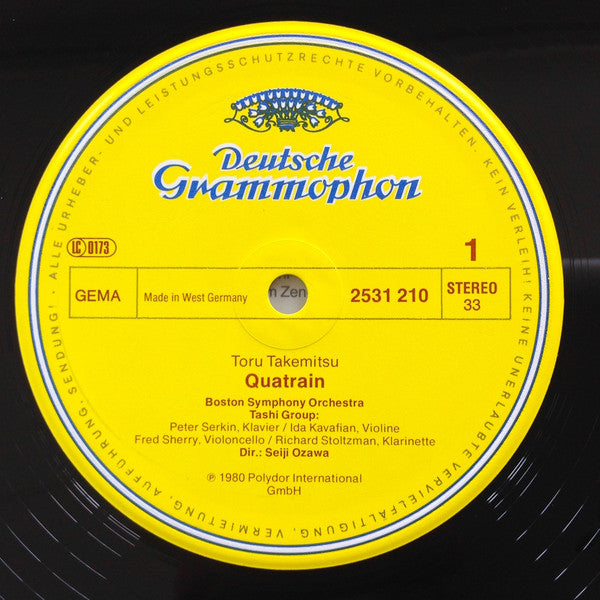 ALLE URHEBER- UND LEISTUNGSSCHUTZRECHTE VORBEHALTEN. KEIN VERLEIH! KEINE UNERLAUBTE VERVIELFÄLTIGUNG, VERMIETUNG, AUFFÜHRUNG, SENDUNG!
Deutsche
Grammophon
LC 0173
1
GEMA
Made in West Germany
n Zen
2531 210
STEREO
33
Toru Takemitsu
Quatrain
Boston Symphony Orchestra
Tashi Group:
Peter Serkin, Klavier / Ida Kavafian, Violine
Fred Sherry, Violoncello / Richard Stoltzman, Klarinette
Dir.: Seiji Ozawa
℗ 1980 Polydor International
GmbH